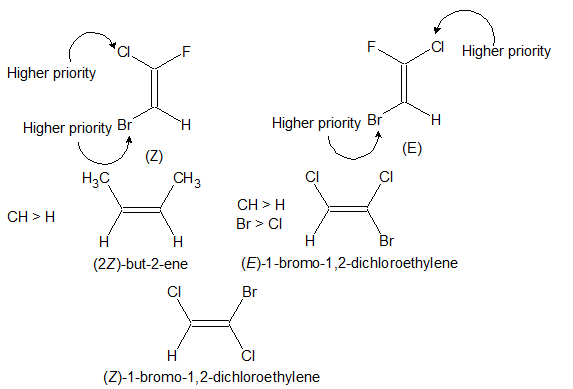 Cl F
Higher priority
Higher priority Br H
(Z)
F Cl
Higher priority
Higher priority Br H
(E)
H₃C CH₃
CH > H
H H
(2Z)-but-2-ene
Cl Cl
CH > H
Br > Cl
H Br
(E)-1-bromo-1,2-dichloroethylene
Cl Br
H Cl
(Z)-1-bromo-1,2-dichloroethylene